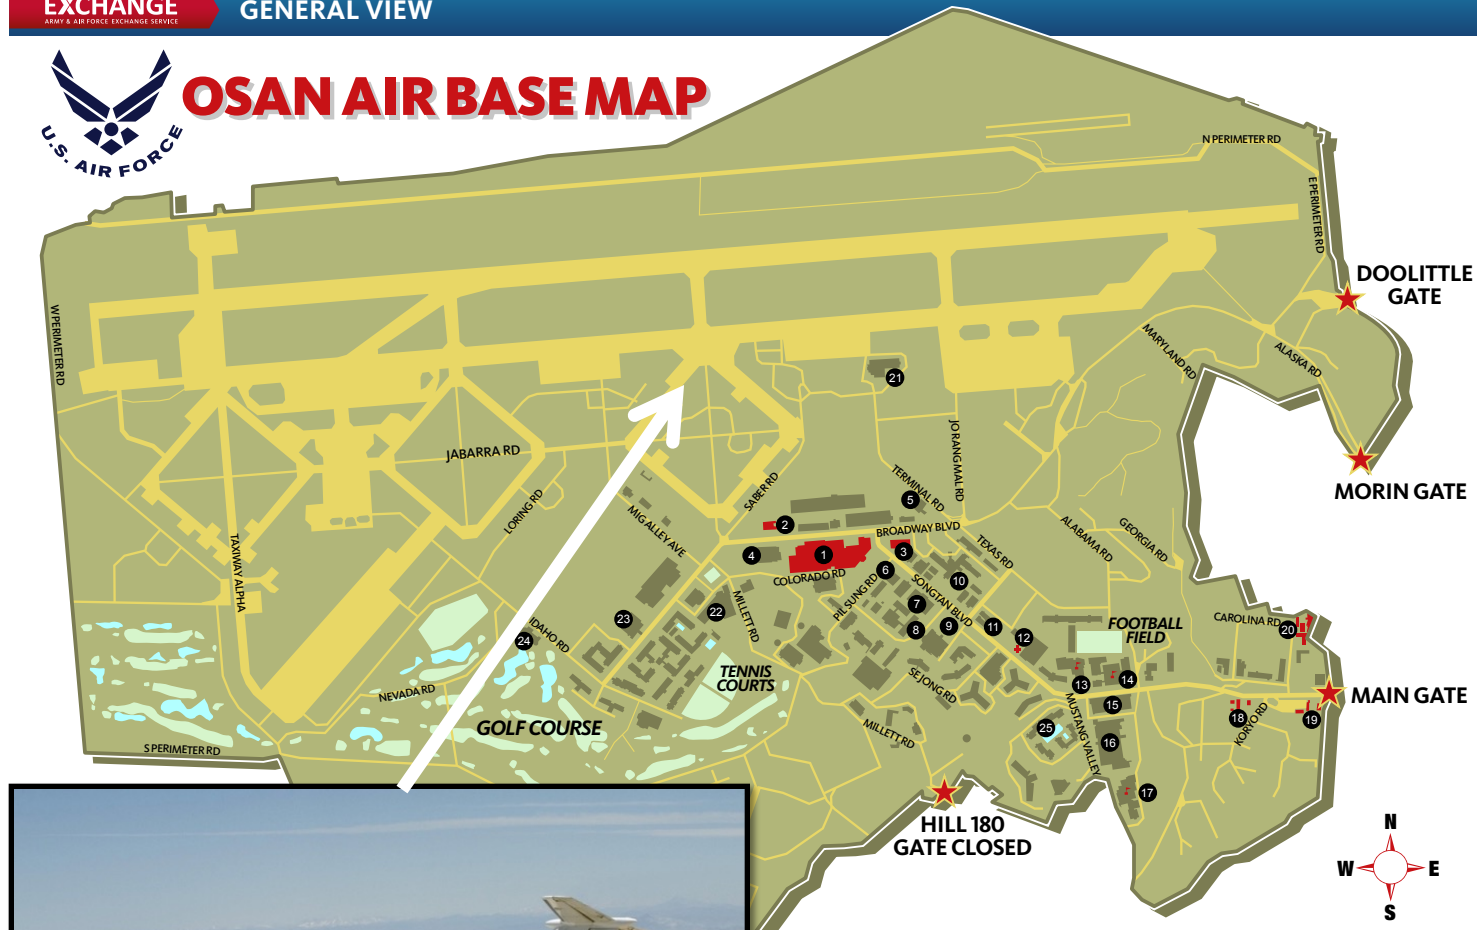 EXCHANGE
ARMY & AIR FORCE EXCHANGE SERVICE
GENERAL VIEW
U.S. AIR FORCE
OSAN AIR BASE MAP
N PERIMETER RD
E PERIMETER RD
DOOLITTLE
GATE
W PERIMETER RD
MARYLAND RD
ALASKA RD
21
JABARRA RD
JO RANG MAL RD
MORIN GATE
LORING RD
SABER RD
TERMINAL RD
5
MIG ALLEY AVE
2
BROADWAY BLVD
ALABAMA RD
GEORGIA RD
TAXIWAY ALPHA
4
1
3
TEXAS RD
COLORADO RD
6
PIL SUNG RD
SONGTAN BLVD
10
MILLETT RD
22
23
7
8
9
11
12
IDAHO RD
24
FOOTBALL
FIELD
CAROLINA RD
20
TENNIS
COURTS
SEJONG RD
13
14
NEVADA RD
MAIN GATE
15
MUSTANG VALLEY
GOLF COURSE
MILLETT RD
25
16
18
KORYO RD
19
S PERIMETER RD
17
HILL 180
GATE CLOSED
N
W
E
S